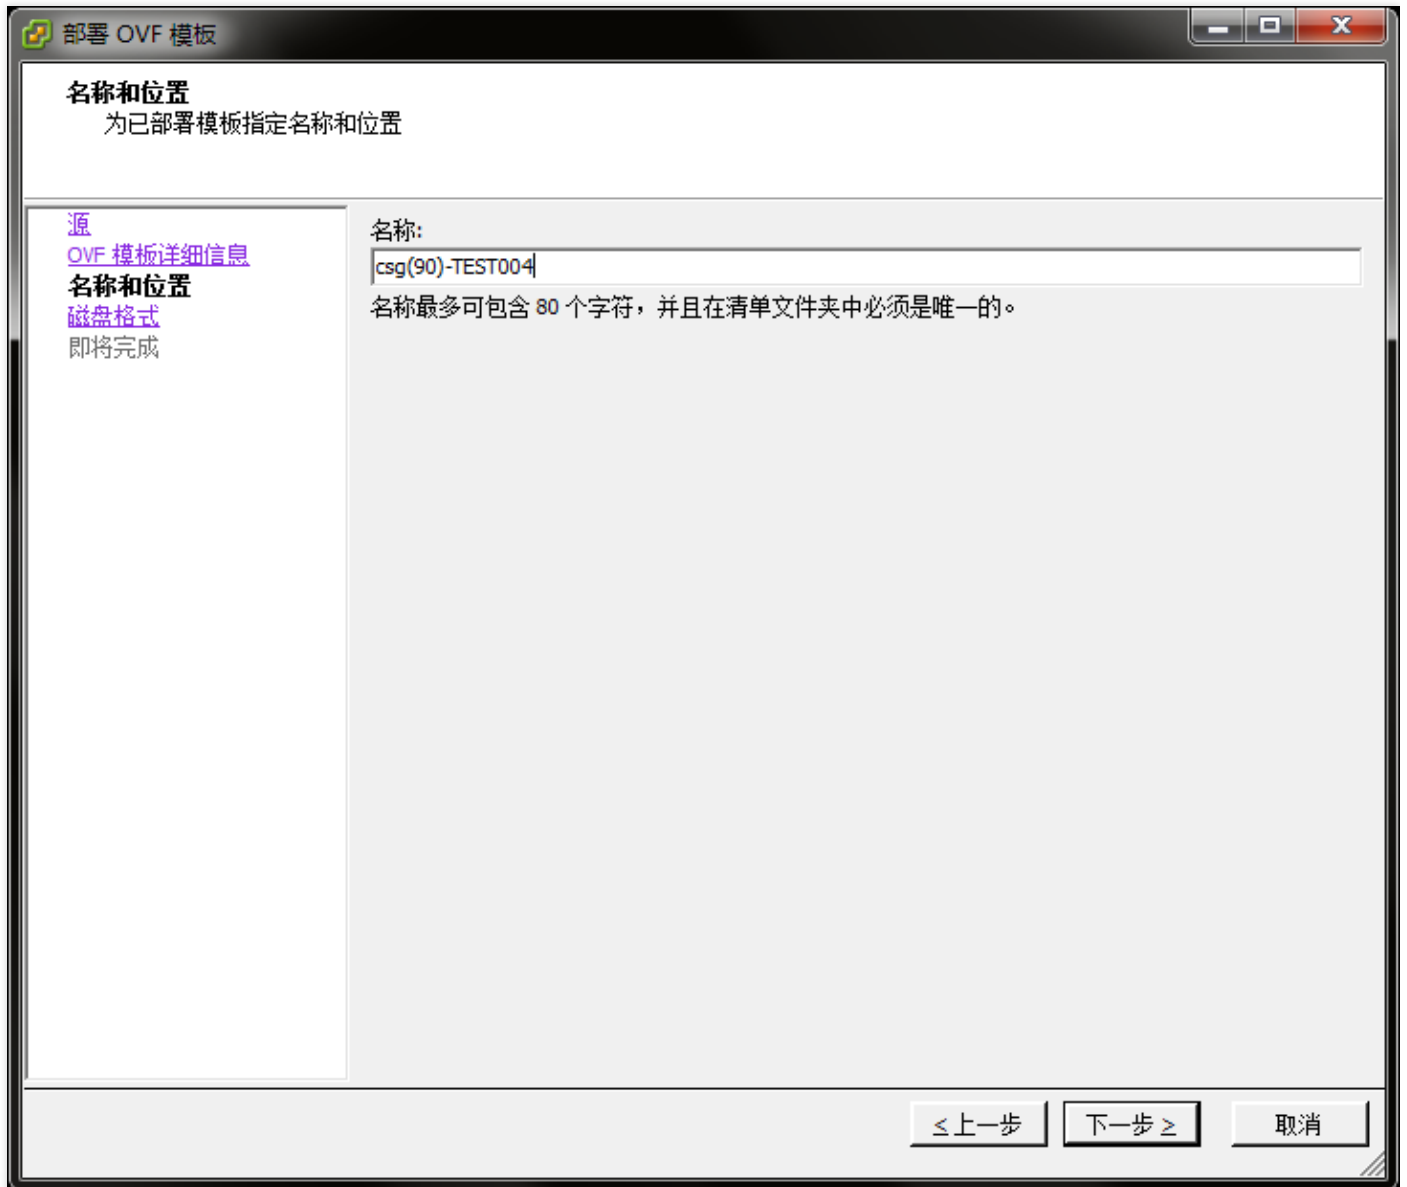 部署 OVF 模板
名称和位置
为已部署模板指定名称和位置
源
OVF 模板详细信息
名称和位置
磁盘格式
即将完成
名称:
csg(90)-TEST004
名称最多可包含 80 个字符，并且在清单文件夹中必须是唯一的。
≤上一步
下一步≥
取消